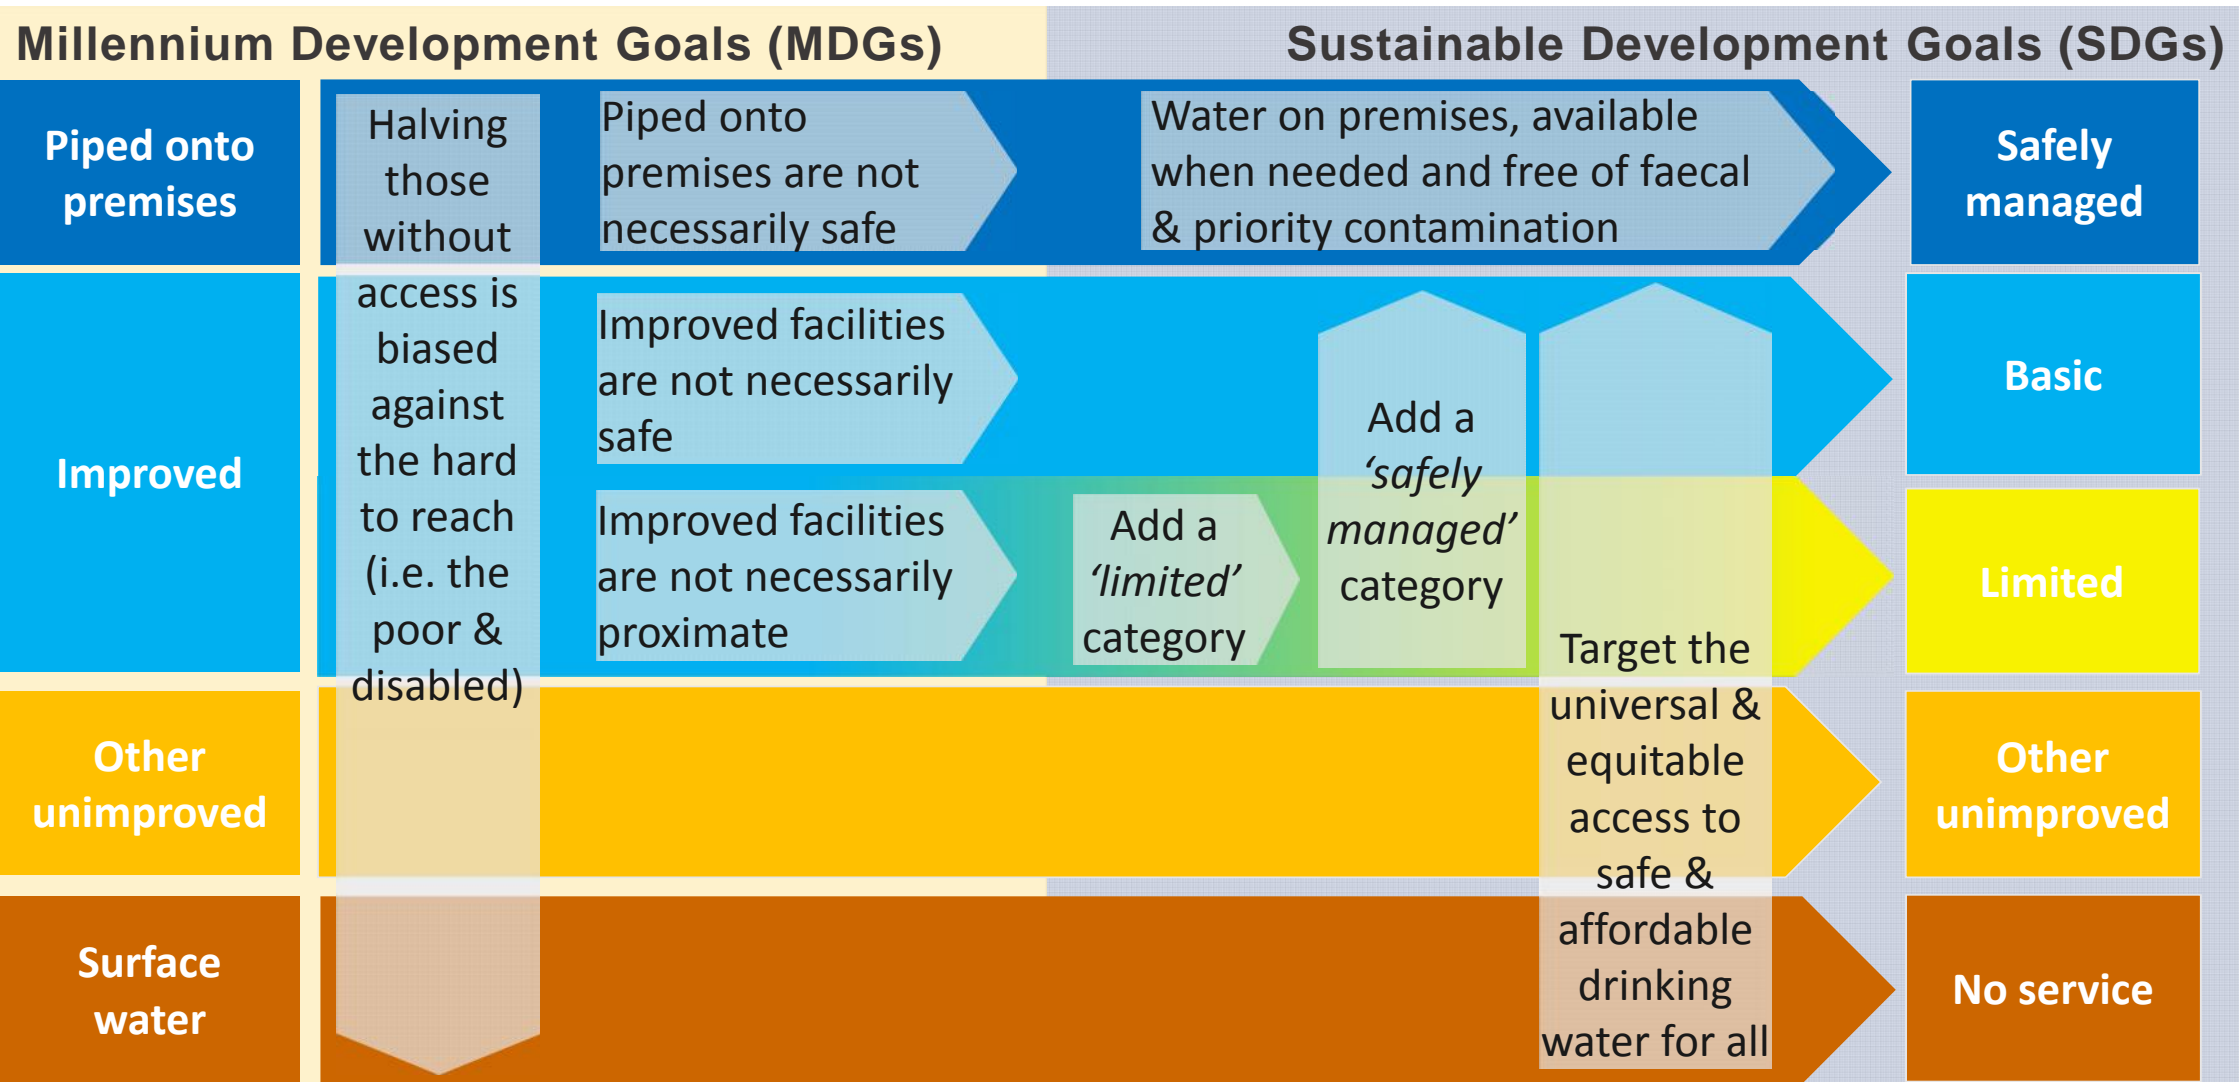 Millennium Development Goals (MDGs)
Sustainable Development Goals (SDGs)
Piped onto
premises
Halving
those
without
access is
biased
against
the hard
to reach
(i.e. the
poor &
disabled)
Piped onto
premises are not
necessarily safe
Water on premises, available
when needed and free of faecal
& priority contamination
Safely
managed
Improved
Improved facilities
are not necessarily
safe
Improved facilities
are not necessarily
proximate
Add a
‘limited’
category
Add a
‘safely
managed’
category
Target the
universal &
equitable
access to
safe &
affordable
drinking
water for all
Basic
Limited
Other
unimproved
Other
unimproved
Surface
water
No service